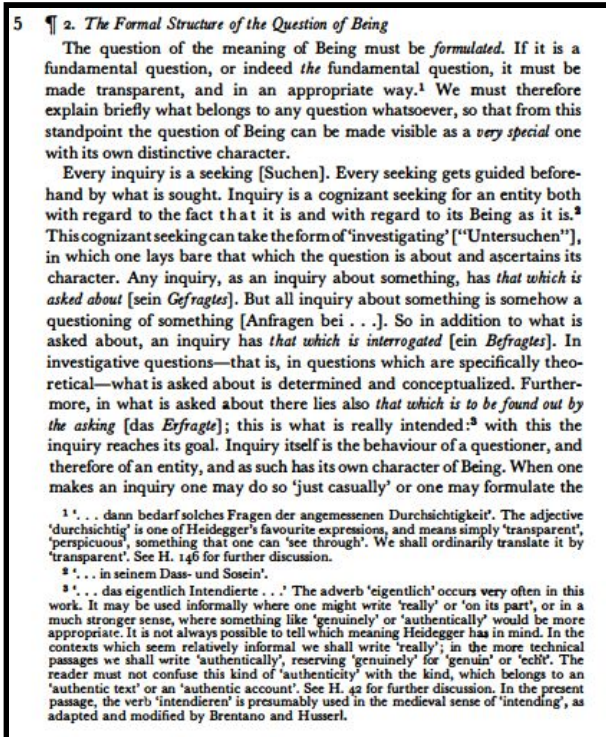 5 ¶ 2. The Formal Structure of the Question of Being
The question of the meaning of Being must be formulated. If it is a
fundamental question, or indeed the fundamental question, it must be
made transparent, and in an appropriate way.¹ We must therefore
explain briefly what belongs to any question whatsoever, so that from this
standpoint the question of Being can be made visible as a very special one
with its own distinctive character.
Every inquiry is a seeking [Suchen]. Every seeking gets guided before-
hand by what is sought. Inquiry is a cognizant seeking for an entity both
with regard to the fact that it is and with regard to its Being as it is.²
This cognizant seeking can take the form of 'investigating' ["Untersuchen"],
in which one lays bare that which the question is about and ascertains its
character. Any inquiry, as an inquiry about something, has that which is
asked about [sein Gefragtes]. But all inquiry about something is somehow a
questioning of something [Anfragen bei . . .]. So in addition to what is
asked about, an inquiry has that which is interrogated [ein Befragtes]. In
investigative questions—that is, in questions which are specifically theo-
retical—what is asked about is determined and conceptualized. Further-
more, in what is asked about there lies also that which is to be found out by
the asking [das Erfragte]; this is what is really intended:³ with this the
inquiry reaches its goal. Inquiry itself is the behaviour of a questioner, and
therefore of an entity, and as such has its own character of Being. When one
makes an inquiry one may do so 'just casually' or one may formulate the
¹ '. . . dann bedarf solches Fragen der angemessenen Durchsichtigkeit'. The adjective
'durchsichtig' is one of Heidegger's favourite expressions, and means simply 'transparent',
'perspicuous', something that one can 'see through'. We shall ordinarily translate it by
'transparent'. See H. 146 for further discussion.
² '. . . in seinem Dass- und Sosein'.
³ '. . . das eigentlich Intendierte . . .' The adverb 'eigentlich' occurs very often in this
work. It may be used informally where one might write 'really' or 'on its part', or in a
much stronger sense, where something like 'genuinely' or 'authentically' would be more
appropriate. It is not always possible to tell which meaning Heidegger has in mind. In the
contexts which seem relatively informal we shall write 'really'; in the more technical
passages we shall write 'authentically', reserving 'genuinely' for 'genuin' or 'echt'. The
reader must not confuse this kind of 'authenticity' with the kind, which belongs to an
'authentic text' or an 'authentic account'. See H. 42 for further discussion. In the present
passage, the verb 'intendieren' is presumably used in the medieval sense of 'intending', as
adapted and modified by Brentano and Husserl.